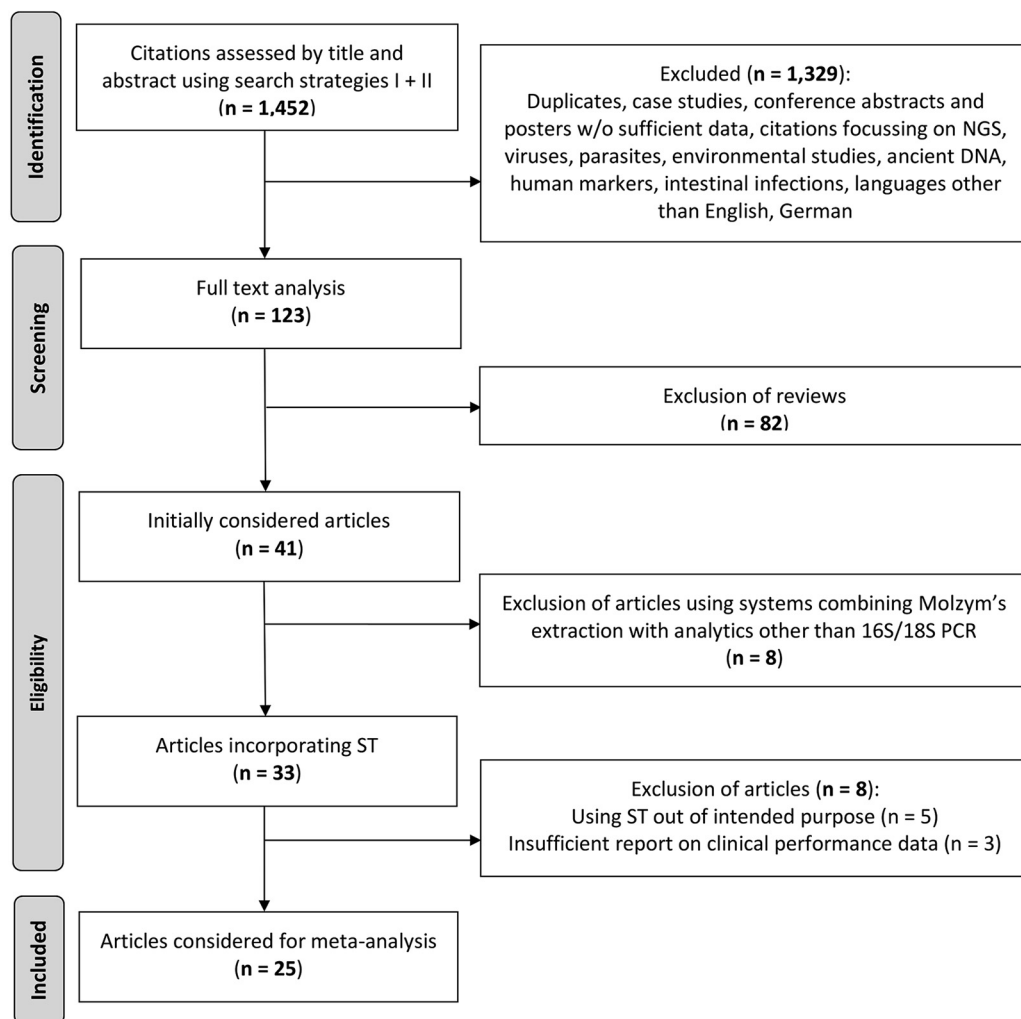 Identification
Citations assessed by title and
abstract using search strategies I + II
(n = 1,452)
Excluded (n = 1,329):
Duplicates, case studies, conference abstracts and
posters w/o sufficient data, citations focussing on NGS,
viruses, parasites, environmental studies, ancient DNA,
human markers, intestinal infections, languages other
than English, German
Screening
Full text analysis
(n = 123)
Exclusion of reviews
(n = 82)
Eligibility
Initially considered articles
(n = 41)
Exclusion of articles using systems combining Molzym’s
extraction with analytics other than 16S/18S PCR
(n = 8)
Articles incorporating ST
(n = 33)
Exclusion of articles (n = 8):
Using ST out of intended purpose (n = 5)
Insufficient report on clinical performance data (n = 3)
Included
Articles considered for meta-analysis
(n = 25)